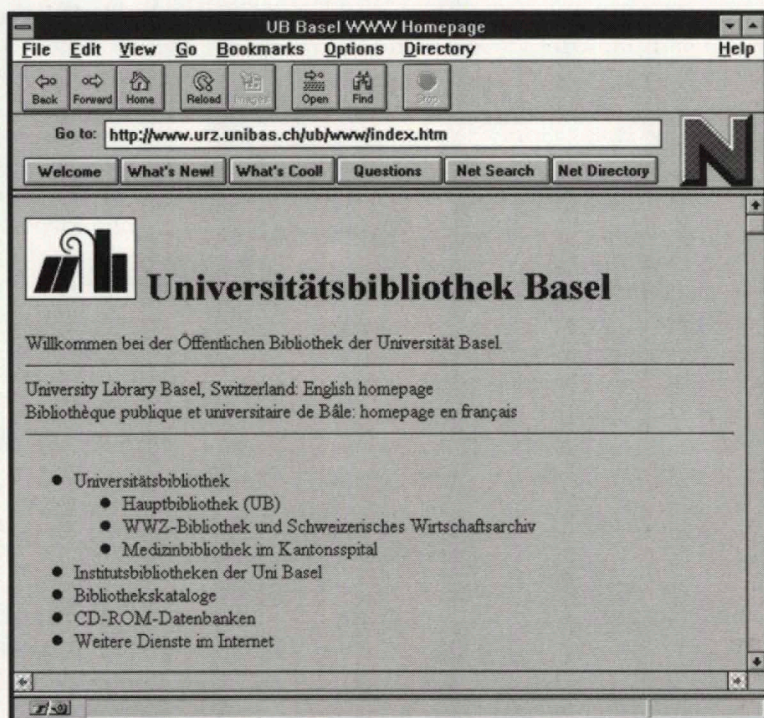 UB Basel WWW Homepage
File Edit View Go Bookmarks Options Directory Help
Back Forward Home Reload Images Open Find Stop
Go to: http://www.urz.unibas.ch/ub/www/index.htm
Welcome What's New! What's Cool! Questions Net Search Net Directory
N
Universitätsbibliothek Basel
Willkommen bei der Öffentlichen Bibliothek der Universität Basel.
University Library Basel, Switzerland: English homepage
Bibliothèque publique et universitaire de Bâle: homepage en français
Universitätsbibliothek
Hauptbibliothek (UB)
WWZ-Bibliothek und Schweizerisches Wirtschaftsarchiv
Medizinbibliothek im Kantonsspital
Institutsbibliotheken der Uni Basel
Bibliothekskataloge
CD-ROM-Datenbanken
Weitere Dienste im Internet